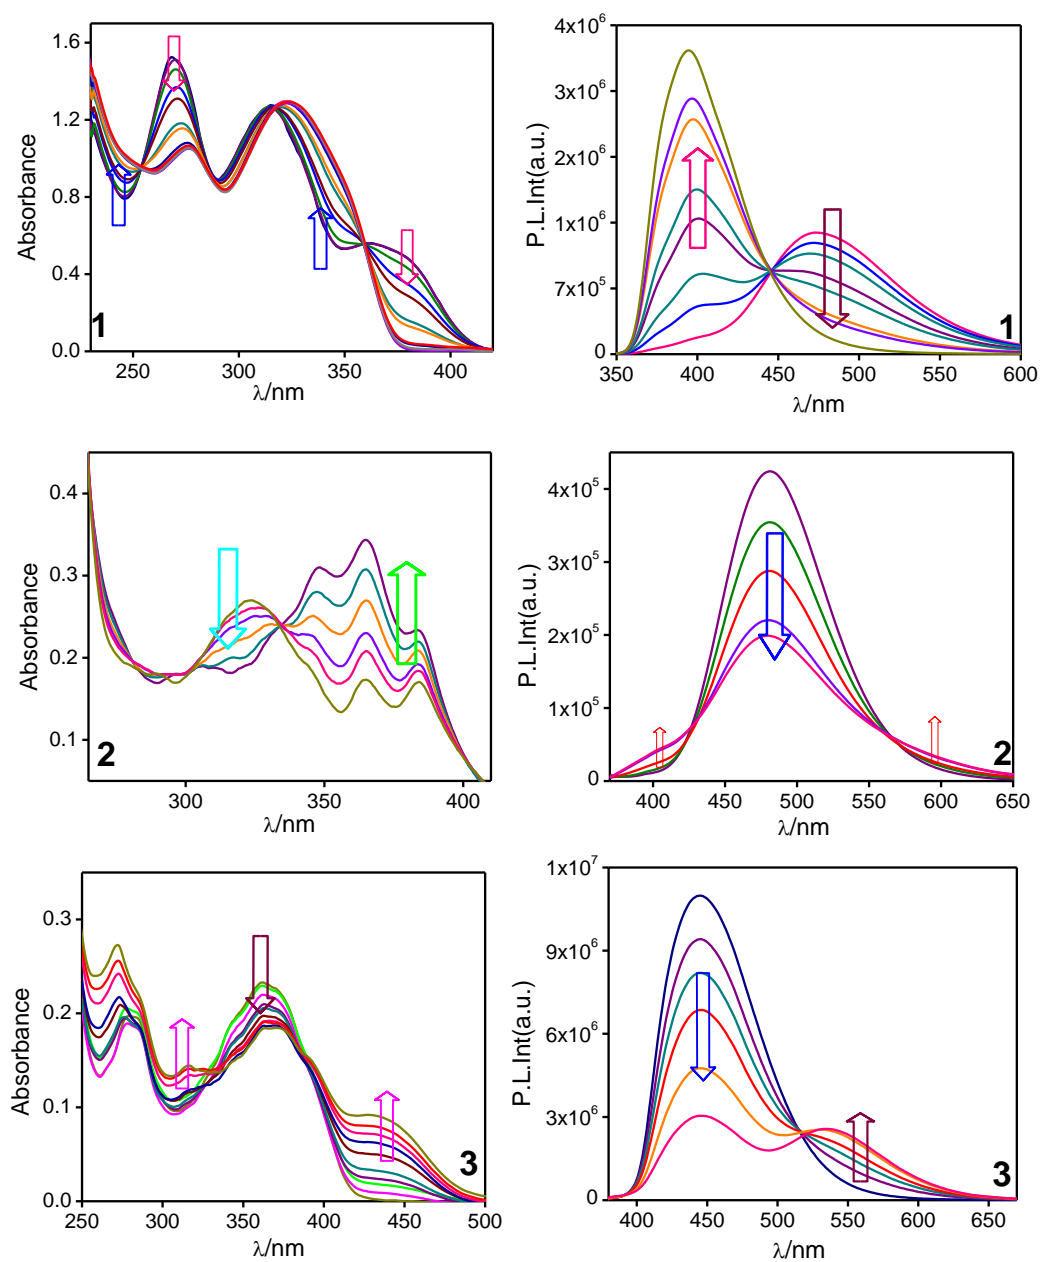 Absorbance
1.6
1.2
0.8
0.4
0.0
250 300 350 400
λ/nm
1
P.L.Int(a.u.)
4x10⁶
3x10⁶
2x10⁶
1x10⁶
7x10⁵
0
350 400 450 500 550 600
λ/nm
1
Absorbance
0.4
0.3
0.2
0.1
300 350 400
λ/nm
2
P.L.Int(a.u.)
4x10⁵
3x10⁵
2x10⁵
1x10⁵
0
400 450 500 550 600 650
λ/nm
2
Absorbance
0.3
0.2
0.1
0.0
250 300 350 400 450 500
λ/nm
3
P.L.Int(a.u.)
1x10⁷
9x10⁶
6x10⁶
3x10⁶
0
400 450 500 550 600 650
λ/nm
3